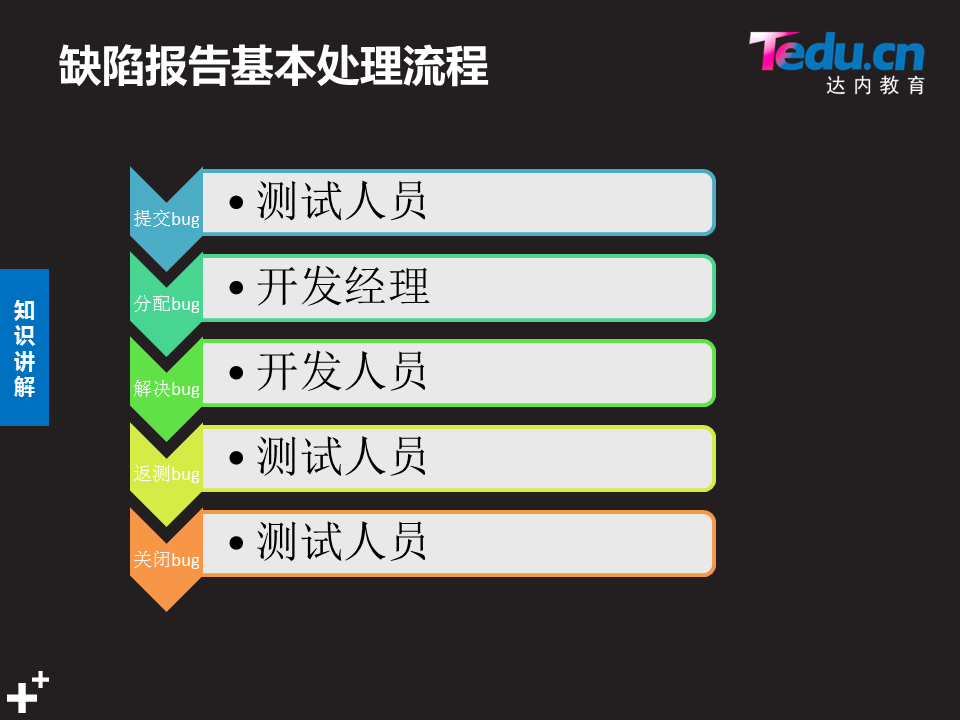 缺陷报告基本处理流程
Tedu.cn
达内教育
知识讲解
提交bug
• 测试人员
分配bug
• 开发经理
解决bug
• 开发人员
返测bug
• 测试人员
关闭bug
• 测试人员